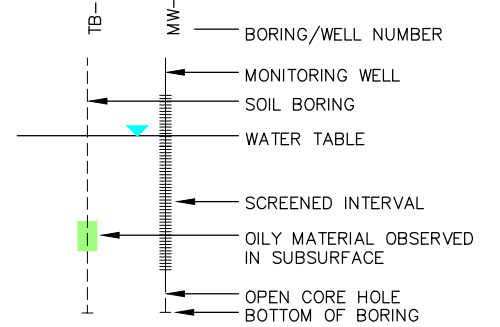 TB-
MW-
BORING/WELL NUMBER
MONITORING WELL
SOIL BORING
WATER TABLE
SCREENED INTERVAL
OILY MATERIAL OBSERVED
IN SUBSURFACE
OPEN CORE HOLE
BOTTOM OF BORING